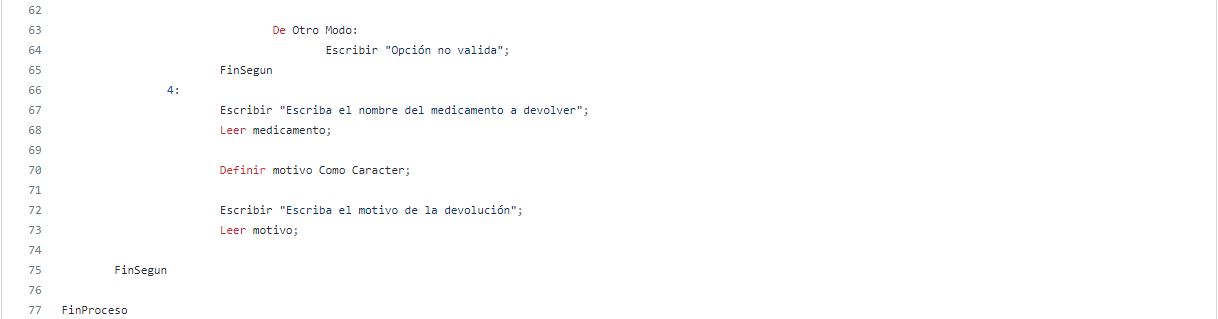 62
63 De Otro Modo:
64 Escribir "Opción no valida";
65 FinSegun
66 4:
67 Escribir "Escriba el nombre del medicamento a devolver";
68 Leer medicamento;
69
70 Definir motivo Como Caracter;
71
72 Escribir "Escriba el motivo de la devolución";
73 Leer motivo;
74
75 FinSegun
76
77 FinProceso